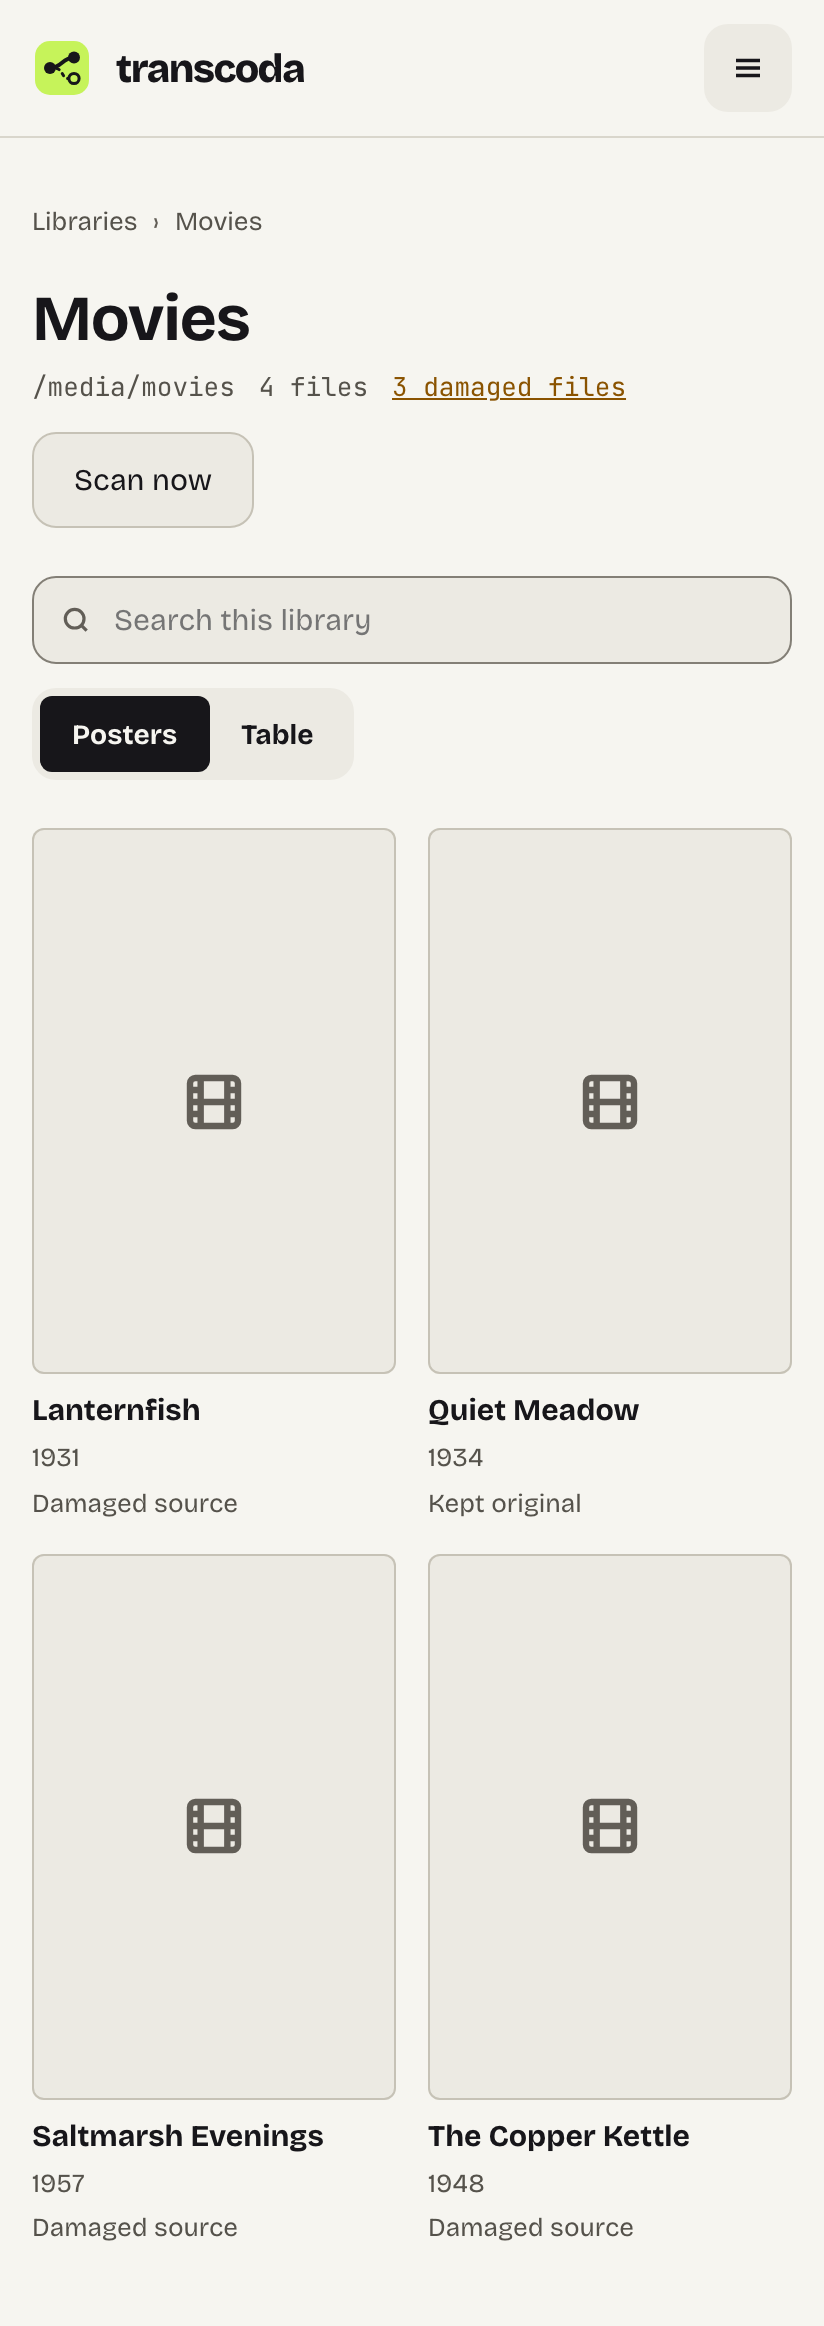 transcoda
Libraries › Movies
Movies
/media/movies 4 files 3 damaged files
Scan now
Search this library
Posters Table
Lanternfish
1931
Damaged source
Quiet Meadow
1934
Kept original
Saltmarsh Evenings
1957
Damaged source
The Copper Kettle
1948
Damaged source